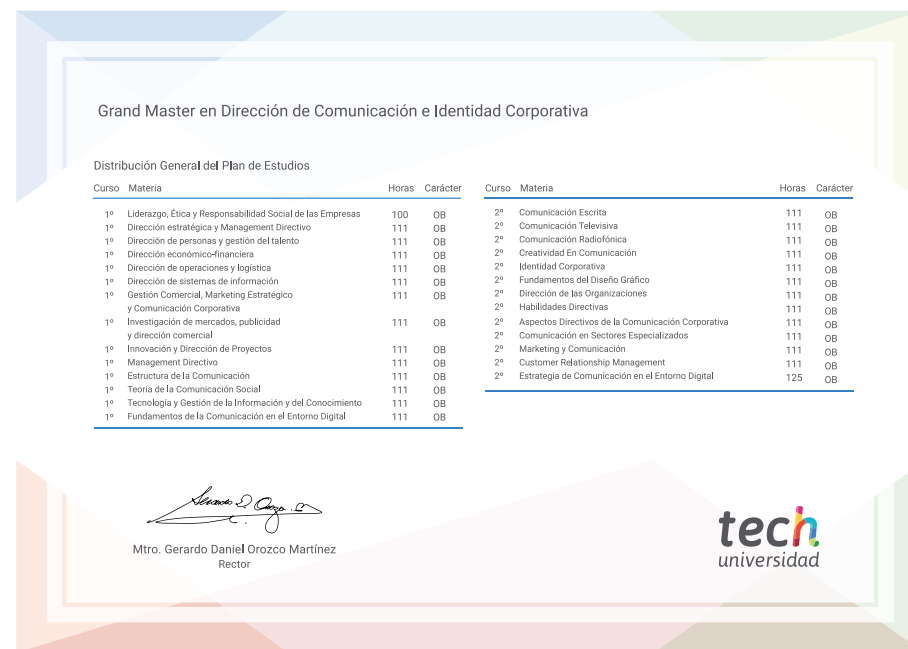 Grand Master en Dirección de Comunicación e Identidad Corporativa
Distribución General del Plan de Estudios
Curso Materia Horas Carácter
1º Liderazgo, Ética y Responsabilidad Social de las Empresas 100 OB
1º Dirección estratégica y Management Directivo 111 OB
1º Dirección de personas y gestión del talento 111 OB
1º Dirección económico-financiera 111 OB
1º Dirección de operaciones y logística 111 OB
1º Dirección de sistemas de información 111 OB
1º Gestión Comercial, Marketing Estratégico 111 OB
y Comunicación Corporativa
1º Investigación de mercados, publicidad 111 OB
y dirección comercial
1º Innovación y Dirección de Proyectos 111 OB
1º Management Directivo 111 OB
1º Estructura de la Comunicación 111 OB
1º Teoría de la Comunicación Social 111 OB
1º Tecnología y Gestión de la Información y del Conocimiento 111 OB
1º Fundamentos de la Comunicación en el Entorno Digital 111 OB
Curso Materia Horas Carácter
2º Comunicación Escrita 111 OB
2º Comunicación Televisiva 111 OB
2º Comunicación Radiofónica 111 OB
2º Creatividad En Comunicación 111 OB
2º Identidad Corporativa 111 OB
2º Fundamentos del Diseño Gráfico 111 OB
2º Dirección de las Organizaciones 111 OB
2º Habilidades Directivas 111 OB
2º Aspectos Directivos de la Comunicación Corporativa 111 OB
2º Comunicación en Sectores Especializados 111 OB
2º Marketing y Comunicación 111 OB
2º Customer Relationship Management 111 OB
2º Estrategia de Comunicación en el Entorno Digital 125 OB
Mtro. Gerardo Daniel Orozco Martínez
Rector
tech
universidad